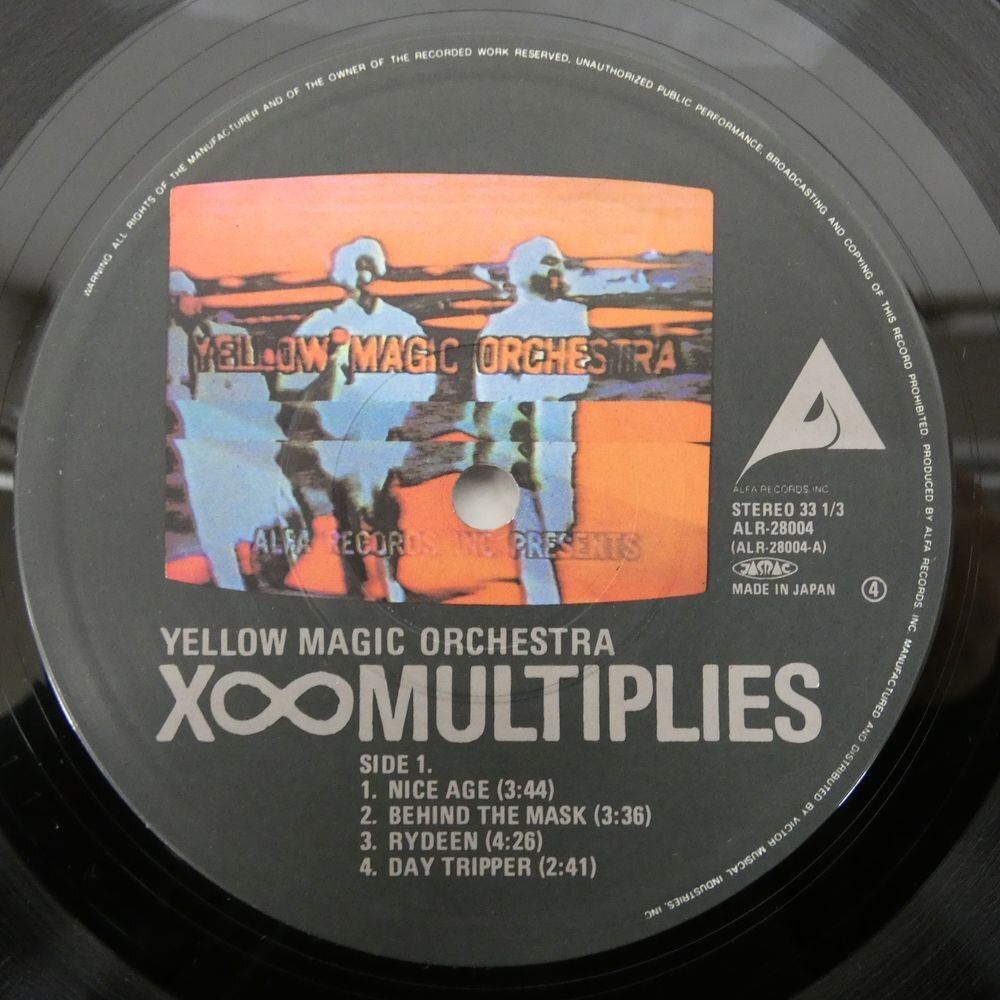 WARNING ALL RIGHTS OF THE MANUFACTURER AND OF THE OWNER OF THE RECORDED WORK RESERVED. UNAUTHORIZED PUBLIC PERFORMANCE, BROADCASTING AND COPYING OF THIS RECORD PROHIBITED. PRODUCED BY ALFA RECORDS, INC. MANUFACTURED AND DISTRIBUTED BY VICTOR MUSICAL INDUSTRIES, INC.
YELLOW MAGIC ORCHESTRA
ALFA RECORDS, INC. PRESENTS
ALFA RECORDS, INC.
STEREO 33 1/3
ALR-28004
(ALR-28004-A)
JASRAC
MADE IN JAPAN ④
YELLOW MAGIC ORCHESTRA
X∞MULTIPLIES
SIDE 1.
1. NICE AGE (3:44)
2. BEHIND THE MASK (3:36)
3. RYDEEN (4:26)
4. DAY TRIPPER (2:41)